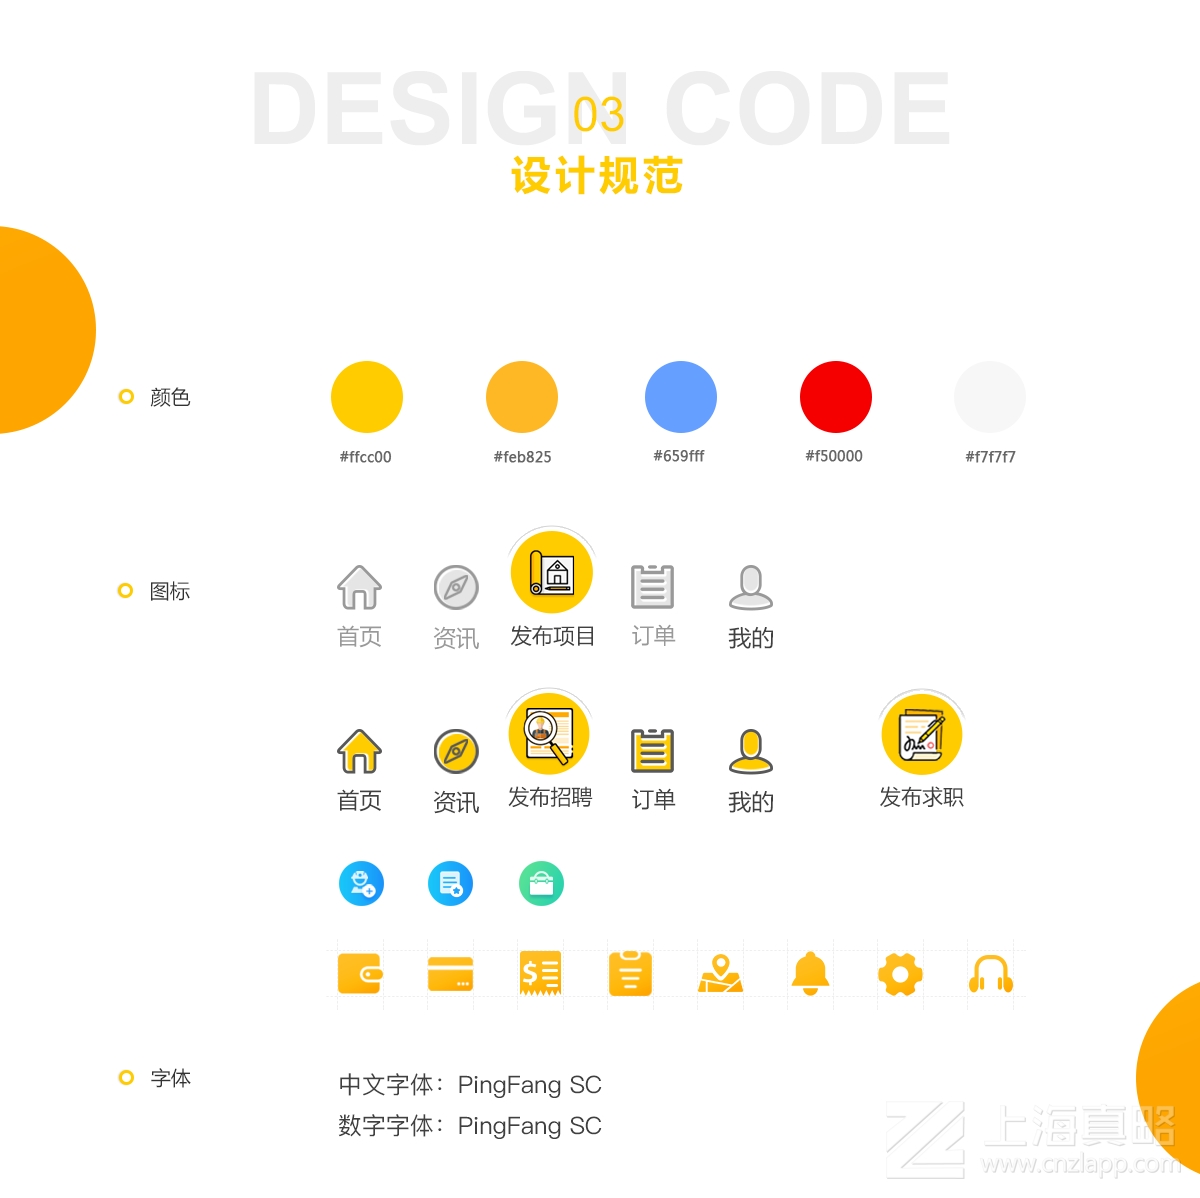 DESIGN CODE
03
设计规范
颜色
#ffcc00 #feb825 #659fff #f50000 #f7f7f7
图标
首页 资讯 发布项目 订单 我的
首页 资讯 发布招聘 订单 我的 发布求职
字体
中文字体：PingFang SC
数字字体：PingFang SC
上海真略
www.cnzlapp.com